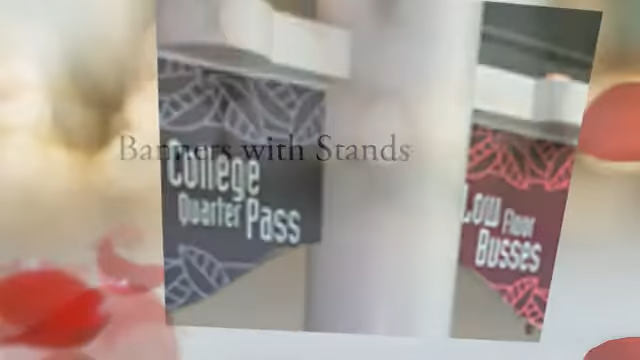 Banners with Stands
College
Quarter Pass
Low Floor
Busses